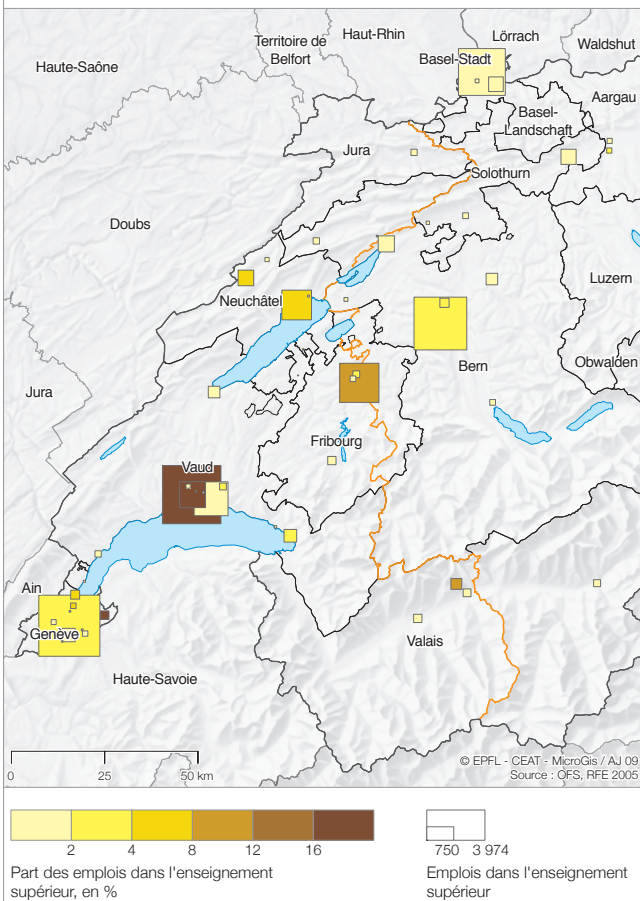 Haut-Rhin
Lörrach
Territoire de
Belfort
Waldshut
Haute-Saône
Basel-Stadt
Aargau
Basel-
Landschaft
Jura
Solothurn
Doubs
Luzern
Neuchâtel
Bern
Obwalden
Jura
Fribourg
Vaud
Ain
Genève
Valais
Haute-Savoie
0 25 50 km
© EPFL - CEAT - MicroGis / AJ 09
Source : OFS, RFE 2005
2 4 8 12 16
750 3 974
Part des emplois dans l'enseignement
supérieur, en %
Emplois dans l'enseignement
supérieur